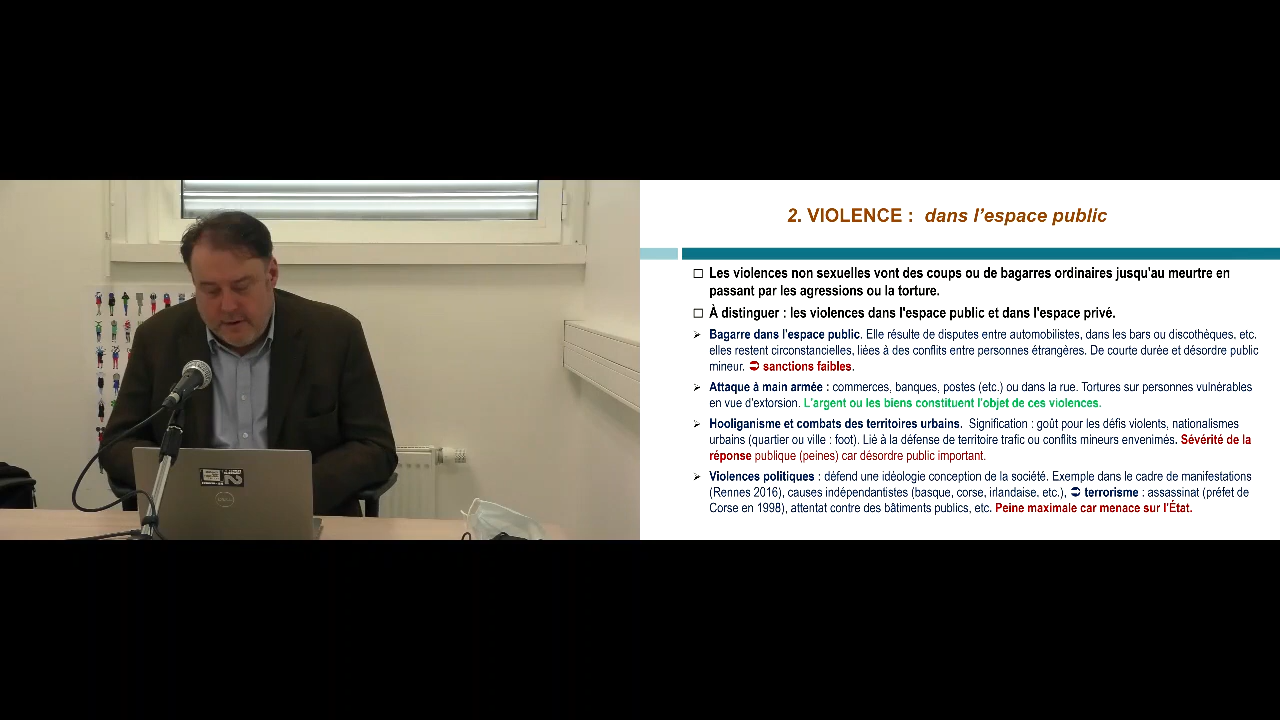 2. VIOLENCE : dans l'espace public
Les violences non sexuelles vont des coups ou de bagarres ordinaires jusqu'au meurtre en
passant par les agressions ou la torture.
À distinguer : les violences dans l'espace public et dans l'espace privé.
Bagarre dans l'espace public. Elle résulte de disputes entre automobilistes, dans les bars ou discothèques. etc.
elles restent circonstancielles, liées à des conflits entre personnes étrangères. De courte durée et désordre public
mineur. ➲ sanctions faibles.
Attaque à main armée : commerces, banques, postes (etc.) ou dans la rue. Tortures sur personnes vulnérables
en vue d'extorsion. L'argent ou les biens constituent l'objet de ces violences.
Hooliganisme et combats des territoires urbains. Signification : goût pour les défis violents, nationalismes
urbains (quartier ou ville : foot). Lié à la défense de territoire trafic ou conflits mineurs envenimés. Sévérité de la
réponse publique (peines) car désordre public important.
Violences politiques : défend une idéologie conception de la société. Exemple dans le cadre de manifestations
(Rennes 2016), causes indépendantistes (basque, corse, irlandaise, etc.), ➲ terrorisme : assassinat (préfet de
Corse en 1998), attentat contre des bâtiments publics, etc. Peine maximale car menace sur l'État.